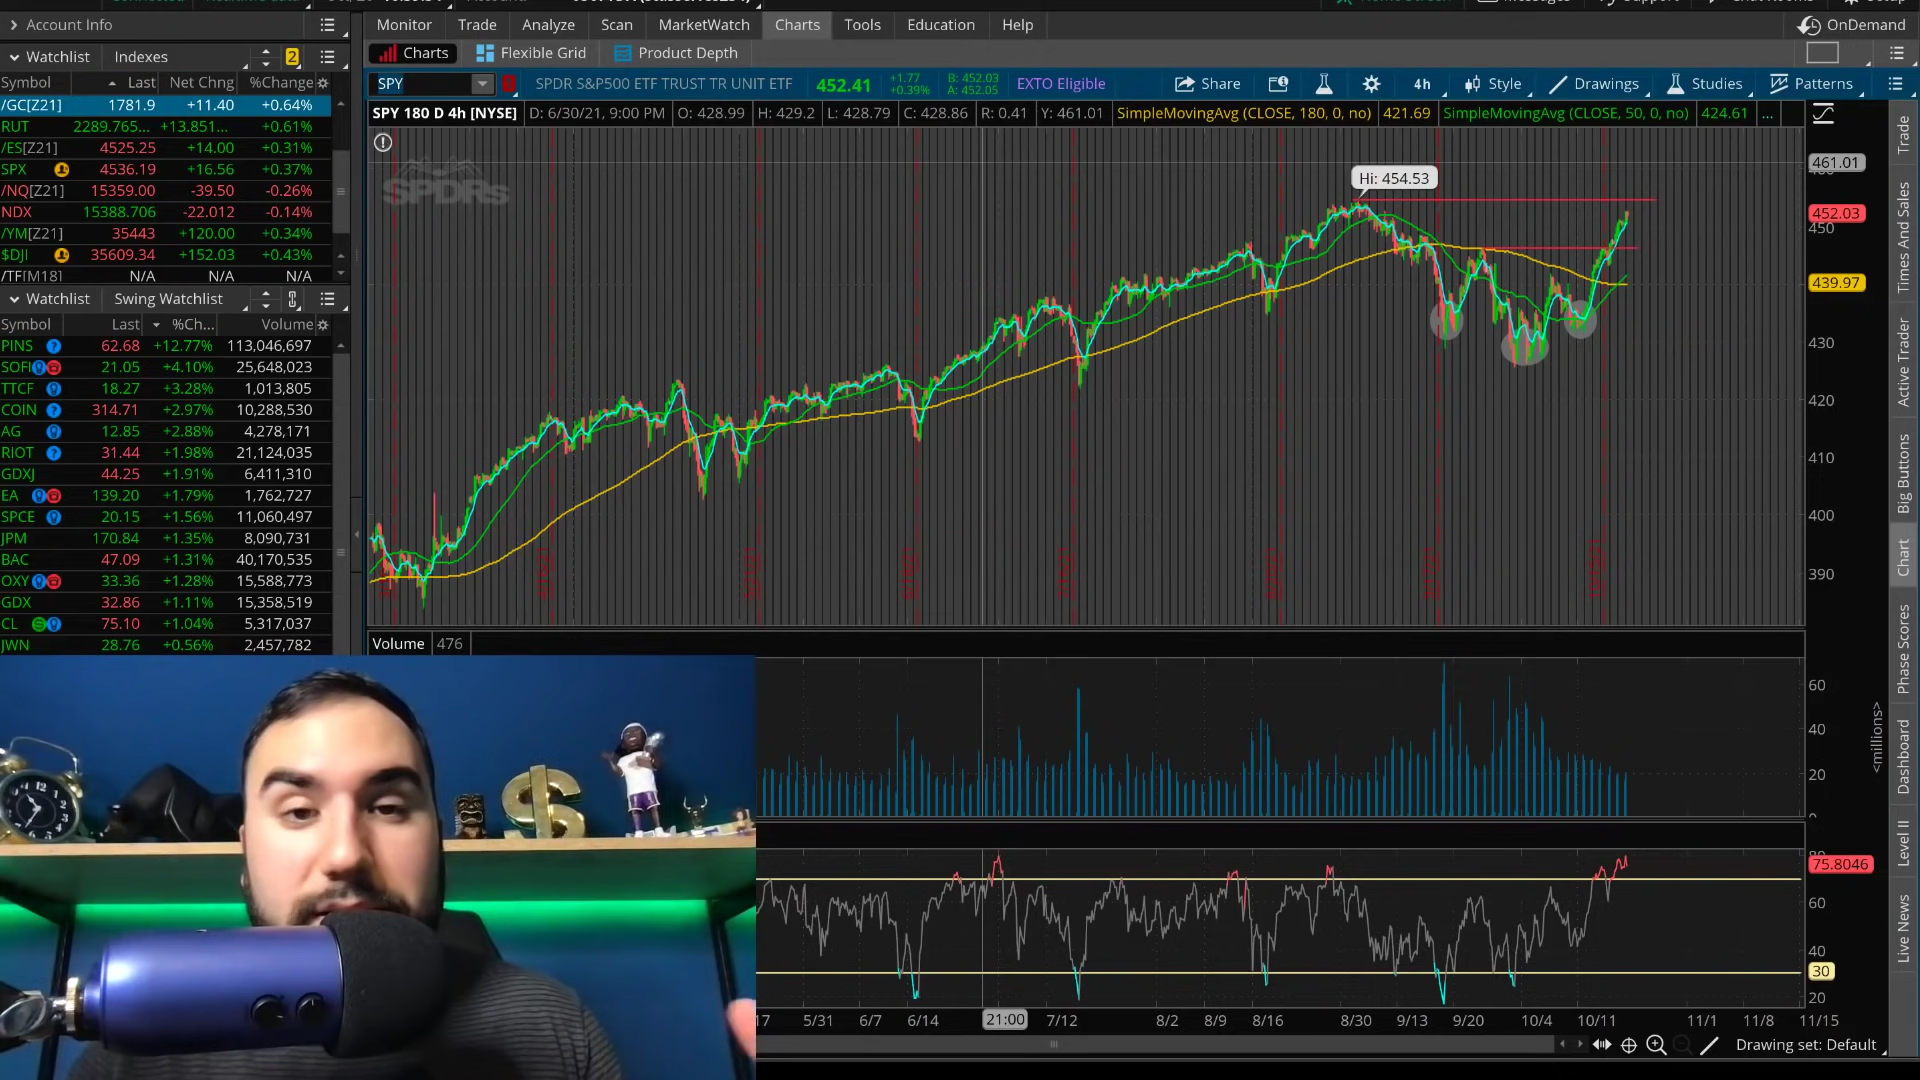 Account Info
Monitor Trade Analyze Scan MarketWatch Charts Tools Education Help
OnDemand
Watchlist Indexes 2
Charts Flexible Grid Product Depth
Symbol Last Net Chng %Change
SPY SPDR S&P500 ETF TRUST TR UNIT ETF 452.41 +1.77 +0.39% B: 452.03 A: 452.05 EXTO Eligible Share 4h Style Drawings Studies Patterns
SPY 180 D 4h [NYSE] D: 6/30/21, 9:00 PM O: 428.99 H: 429.2 L: 428.79 C: 428.86 R: 0.41 Y: 461.01 SimpleMovingAvg (CLOSE, 180, 0, no) 421.69 SimpleMovingAvg (CLOSE, 50, 0, no) 424.61 ...
/GC[Z21] 1781.9 +11.40 +0.64%
RUT 2289.765... +13.851... +0.61%
/ES[Z21] 4525.25 +14.00 +0.31%
SPX 4536.19 +16.56 +0.37%
/NQ[Z21] 15359.00 -39.50 -0.26%
NDX 15388.706 -22.012 -0.14%
/YM[Z21] 35443 +120.00 +0.34%
$DJI 35609.34 +152.03 +0.43%
/TF[M18] N/A N/A N/A
Watchlist Swing Watchlist
Symbol Last %Ch... Volume
PINS 62.68 +12.77% 113,046,697
SOFI 21.05 +4.10% 25,648,023
TTCF 18.27 +3.28% 1,013,805
COIN 314.71 +2.97% 10,288,530
AG 12.85 +2.88% 4,278,171
RIOT 31.44 +1.98% 21,124,035
GDXJ 44.25 +1.91% 6,411,310
EA 139.20 +1.79% 1,762,727
SPCE 20.15 +1.56% 11,060,497
JPM 170.84 +1.35% 8,090,731
BAC 47.09 +1.31% 40,170,535
OXY 33.36 +1.28% 15,588,773
GDX 32.86 +1.11% 15,358,519
CL 75.10 +1.04% 5,317,037
JWN 28.76 +0.56% 2,457,782
SPDRs
Hi: 454.53
461.01
452.03
450
439.97
430
420
410
400
390
Volume 476
60
40
20
<millions>
75.8046
60
40
30
20
17 5/31 6/7 6/14 21:00 7/12 8/2 8/9 8/16 8/30 9/13 9/20 10/4 10/11 11/1 11/8 11/15
Drawing set: Default
Trade
Times And Sales
Active Trader
Big Buttons
Chart
Phase Scores
Dashboard
Level II
Live News